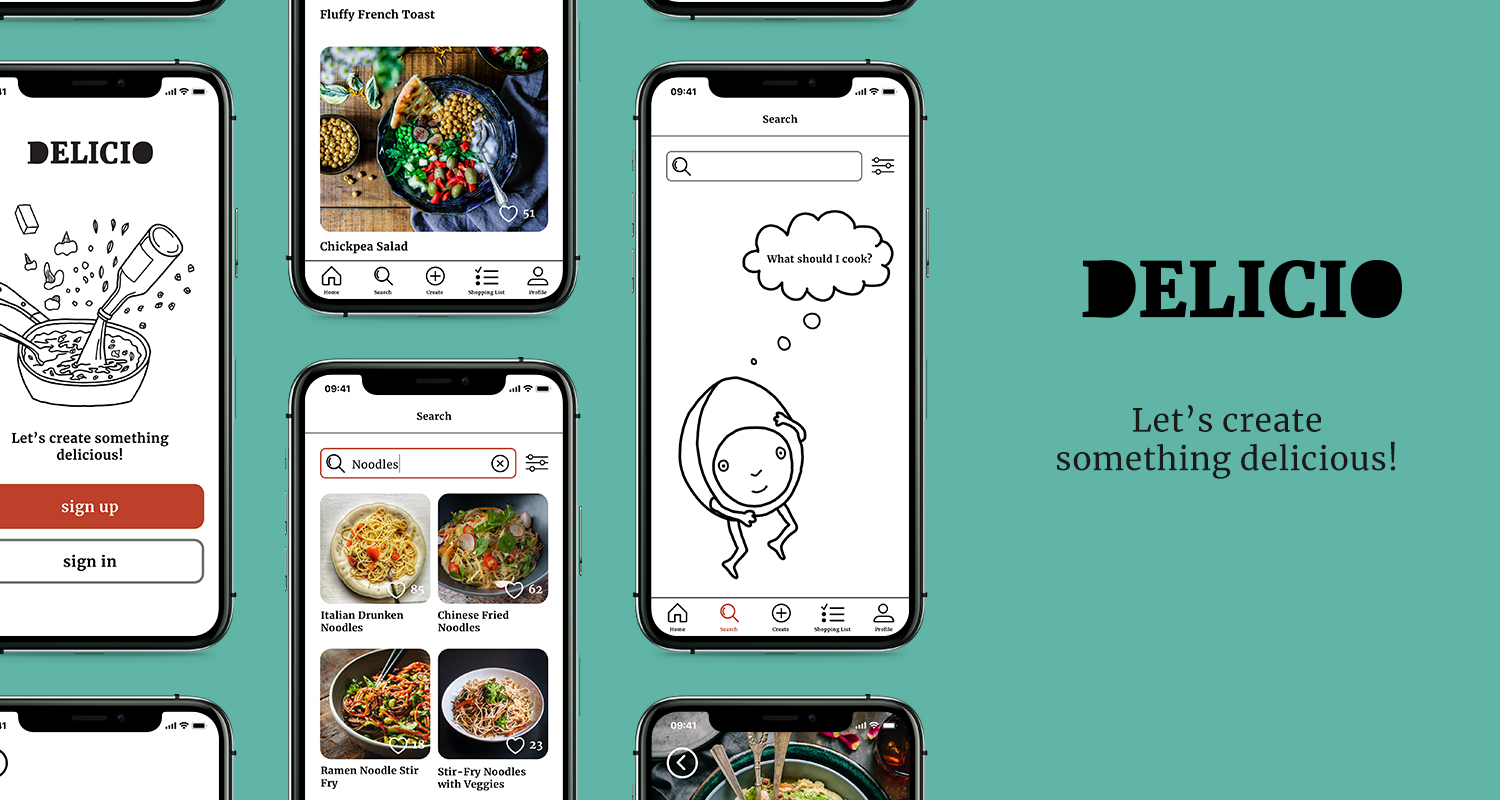 41
DELICIO
Let's create something
delicious!
sign up
sign in
41
Fluffy French Toast
51
Chickpea Salad
Home
Search
Create
Shopping List
Profile
09:41
Search
Noodles
85
62
Italian Drunken
Noodles
Chinese Fried
Noodles
18
23
Ramen Noodle Stir
Fry
Stir-Fry Noodles
with Veggies
09:41
Search
What should I cook?
Home
Search
Create
Shopping List
Profile
09:41
DELICIO
Let's create
something delicious!